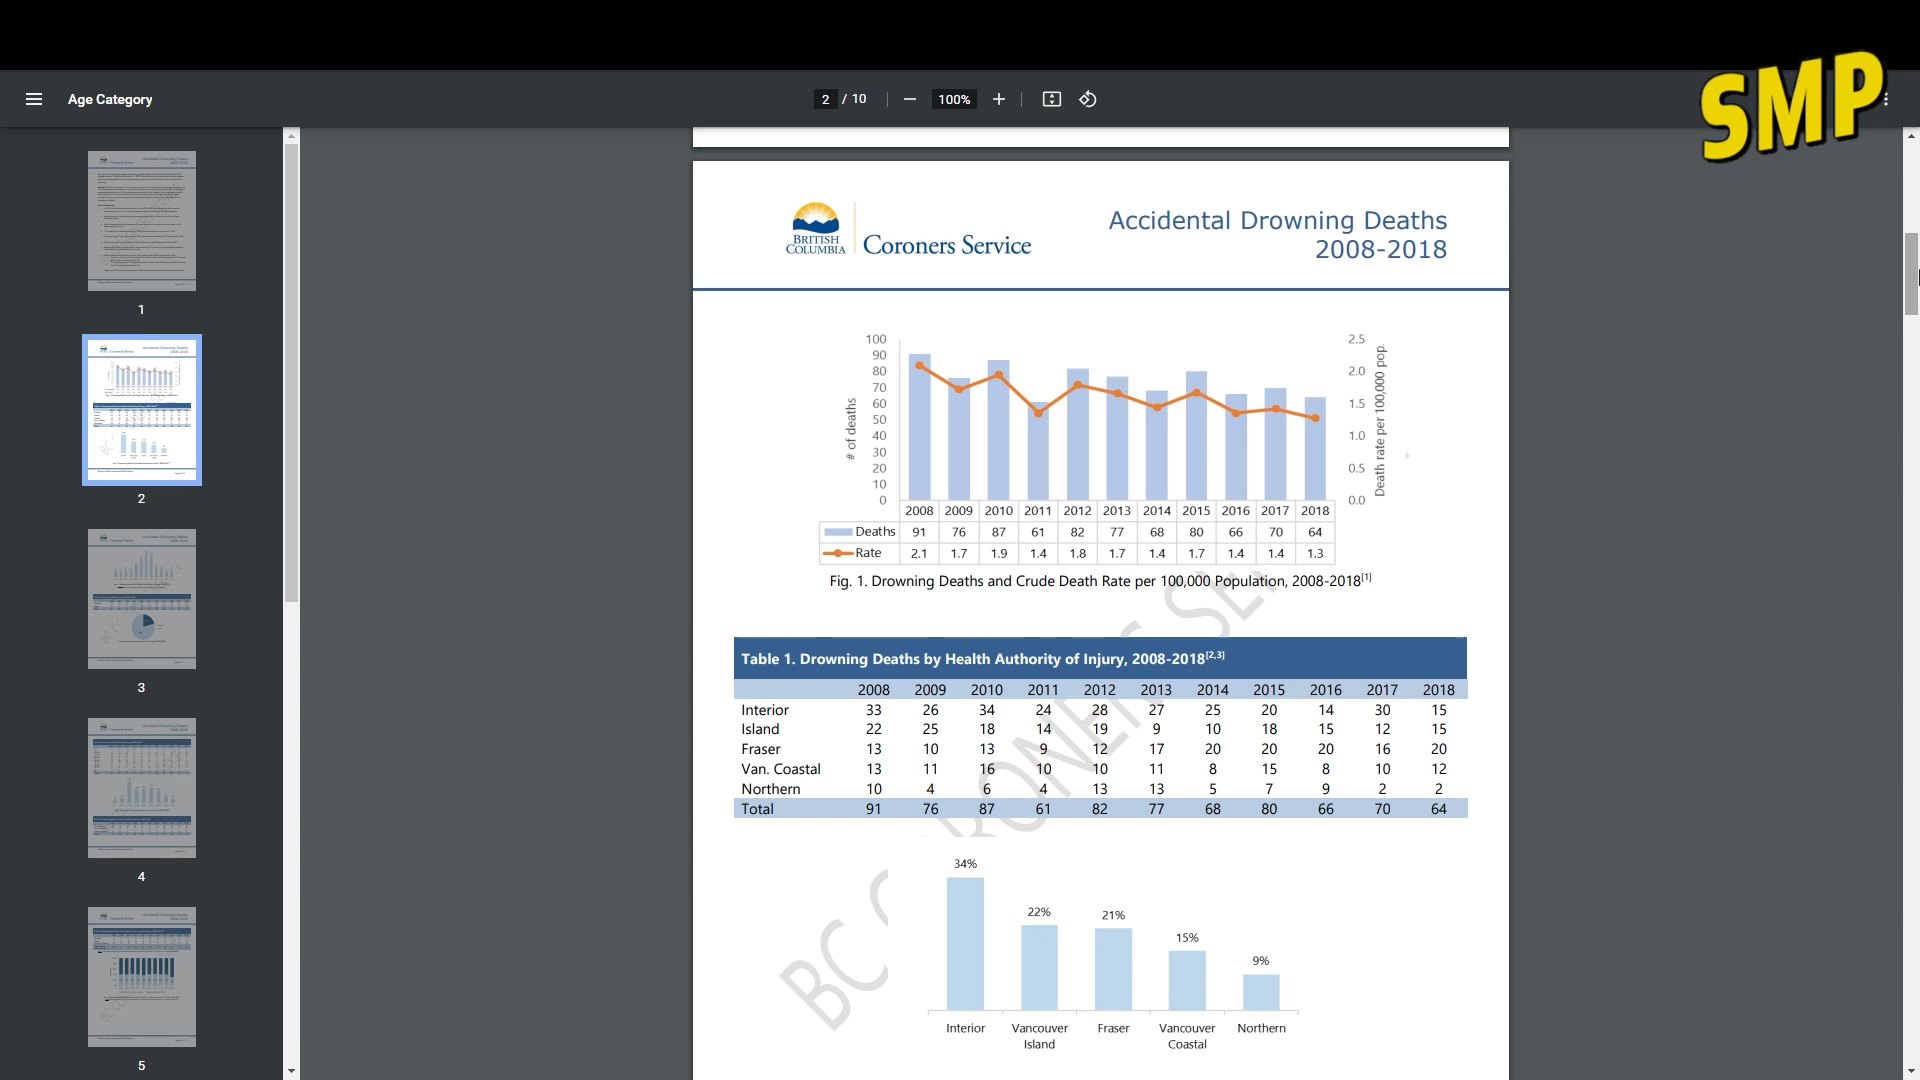 SMP
Age Category
2 / 10
100%
1
2
3
4
5
BRITISH
COLUMBIA
Coroners Service
Accidental Drowning Deaths
2008-2018
# of deaths
100
90
80
70
60
50
40
30
20
10
0
2.5
2.0
1.5
1.0
0.5
0.0
Death rate per 100,000 pop.
2008 2009 2010 2011 2012 2013 2014 2015 2016 2017 2018
Deaths 91 76 87 61 82 77 68 80 66 70 64
Rate 2.1 1.7 1.9 1.4 1.8 1.7 1.4 1.7 1.4 1.4 1.3
Fig. 1. Drowning Deaths and Crude Death Rate per 100,000 Population, 2008-2018[1]
Table 1. Drowning Deaths by Health Authority of Injury, 2008-2018[2,3]
2008 2009 2010 2011 2012 2013 2014 2015 2016 2017 2018
Interior 33 26 34 24 28 27 25 20 14 30 15
Island 22 25 18 14 19 9 10 18 15 12 15
Fraser 13 10 13 9 12 17 20 20 20 16 20
Van. Coastal 13 11 16 10 10 11 8 15 8 10 12
Northern 10 4 6 4 13 13 5 7 9 2 2
Total 91 76 87 61 82 77 68 80 66 70 64
34%
22%
21%
15%
9%
Interior Vancouver Fraser Vancouver Northern
Island Coastal